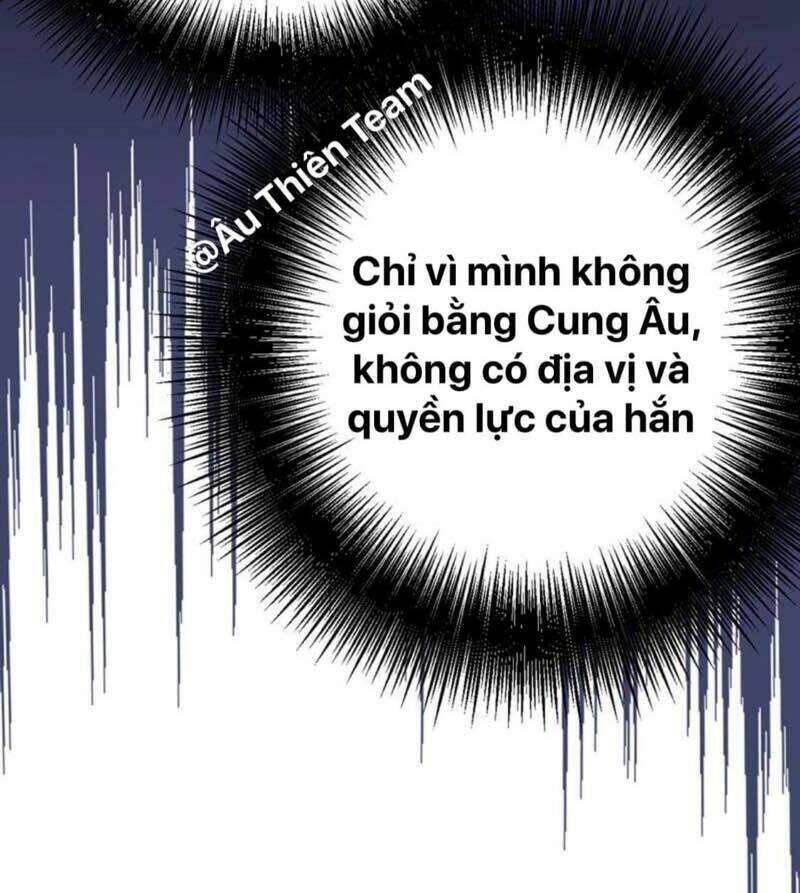 @Âu Thiên Team
Chỉ vì mình không
giỏi bằng Cung Âu,
không có địa vị và
quyền lực của hắn